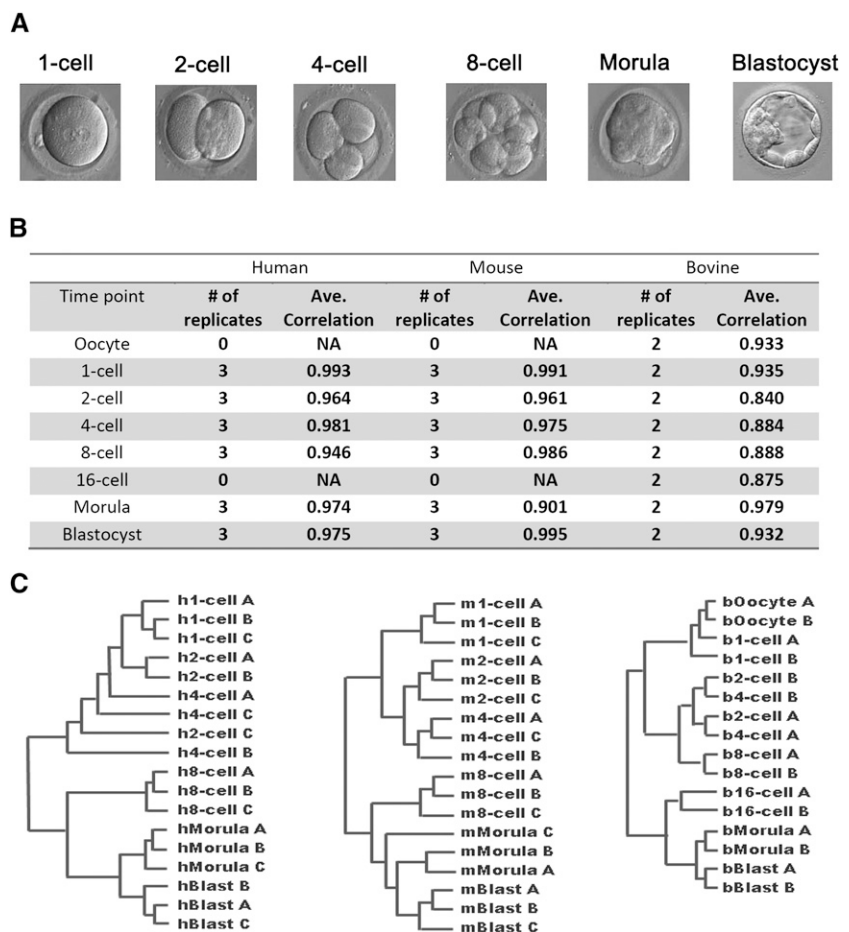 A
1-cell 2-cell 4-cell 8-cell Morula Blastocyst
B
Human Mouse Bovine
Time point # of replicates Ave. Correlation # of replicates Ave. Correlation # of replicates Ave. Correlation
Oocyte 0 NA 0 NA 2 0.933
1-cell 3 0.993 3 0.991 2 0.935
2-cell 3 0.964 3 0.961 2 0.840
4-cell 3 0.981 3 0.975 2 0.884
8-cell 3 0.946 3 0.986 2 0.888
16-cell 0 NA 0 NA 2 0.875
Morula 3 0.974 3 0.901 2 0.979
Blastocyst 3 0.975 3 0.995 2 0.932
C
h1-cell A
h1-cell B
h1-cell C
h2-cell A
h2-cell B
h4-cell A
h4-cell C
h2-cell C
h4-cell B
h8-cell A
h8-cell B
h8-cell C
hMorula A
hMorula B
hMorula C
hBlast B
hBlast A
hBlast C
m1-cell A
m1-cell B
m1-cell C
m2-cell A
m2-cell B
m2-cell C
m4-cell A
m4-cell C
m4-cell B
m8-cell A
m8-cell B
m8-cell C
mMorula C
mMorula B
mMorula A
mBlast A
mBlast B
mBlast C
bOocyte A
bOocyte B
b1-cell A
b1-cell B
b2-cell B
b4-cell B
b2-cell A
b4-cell A
b8-cell A
b8-cell B
b16-cell A
b16-cell B
bMorula A
bMorula B
bBlast A
bBlast B